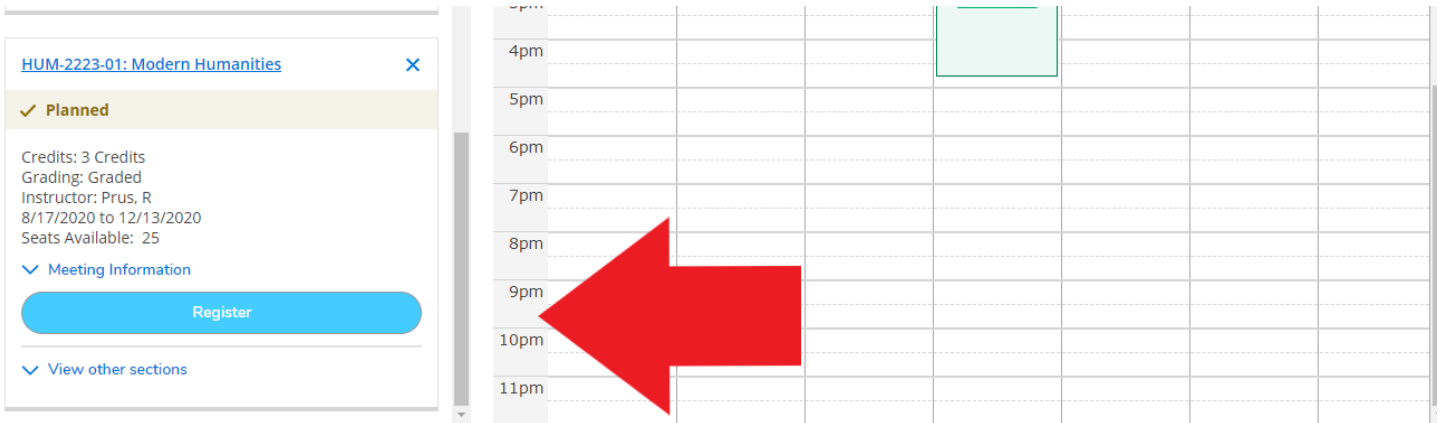 HUM-2223-01: Modern Humanities
Planned
Credits: 3 Credits
Grading: Graded
Instructor: Prus, R
8/17/2020 to 12/13/2020
Seats Available: 25
Meeting Information
Register
View other sections
4pm
5pm
6pm
7pm
8pm
9pm
10pm
11pm